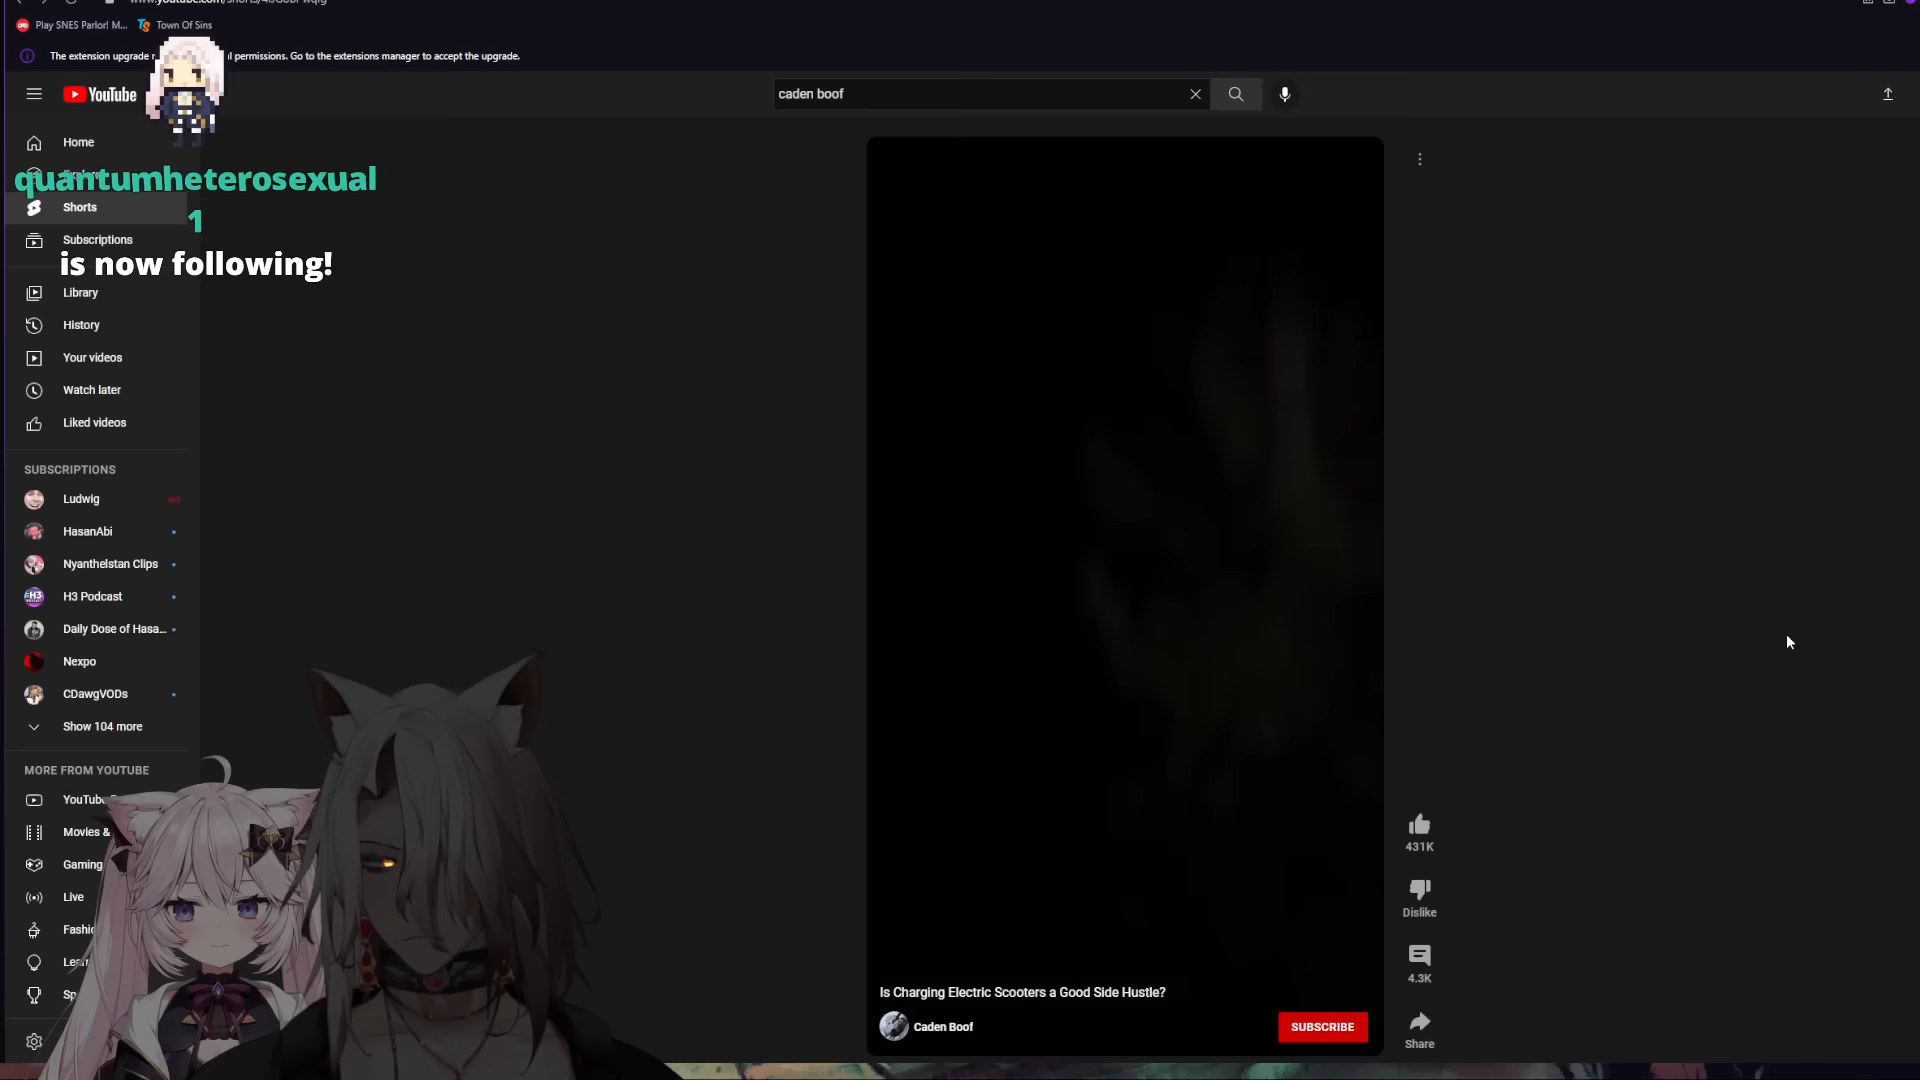 Play SNES Parlor! M...
Town Of Sins
The extension upgrade
l permissions. Go to the extensions manager to accept the upgrade.
YouTube
caden boof
Home
quantumheterosexual
1
is now following!
Shorts
Subscriptions
Library
History
Your videos
Watch later
Liked videos
SUBSCRIPTIONS
Ludwig
HasanAbi
Nyanthelstan Clips
H3 Podcast
Daily Dose of Hasa...
Nexpo
CDawgVODs
Show 104 more
MORE FROM YOUTUBE
YouTube
Movies &
Gaming
Live
431K
Dislike
4.3K
Share
Is Charging Electric Scooters a Good Side Hustle?
Caden Boof
SUBSCRIBE